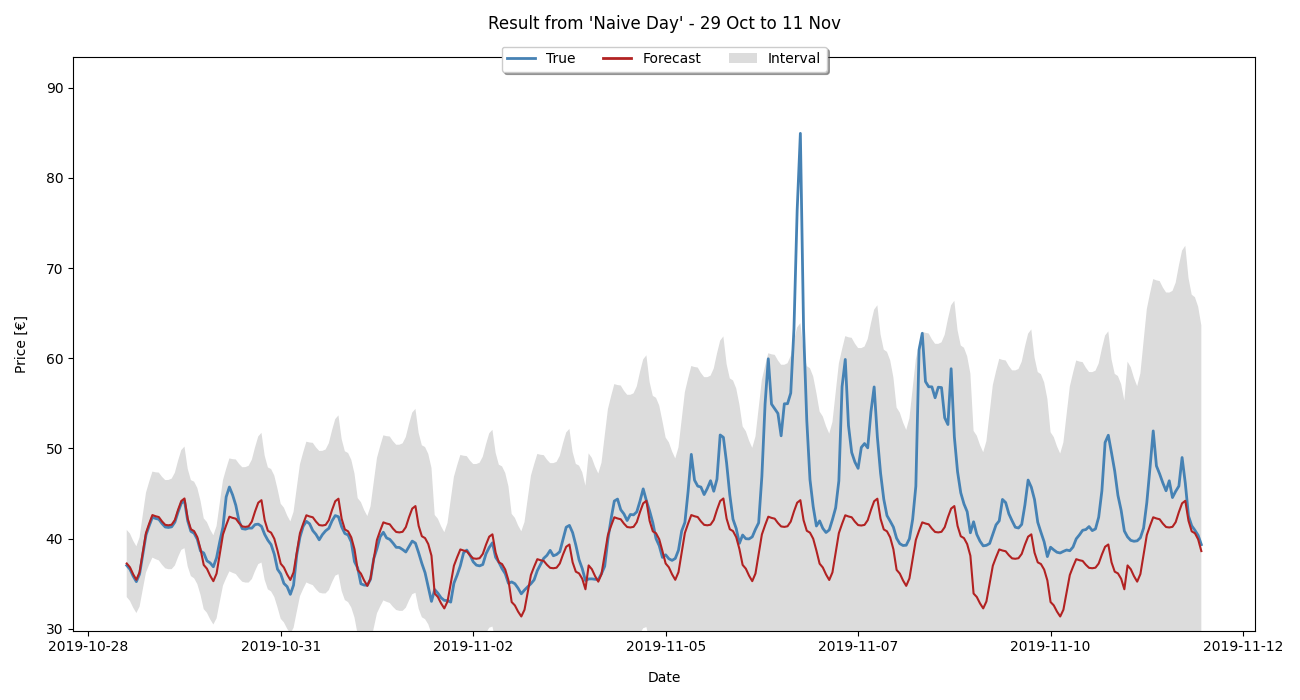 Result from 'Naive Day' - 29 Oct to 11 Nov
True Forecast Interval
90
80
70
60
50
40
30
Price [€]
2019-10-28 2019-10-31 2019-11-02 2019-11-05 2019-11-07 2019-11-10 2019-11-12
Date